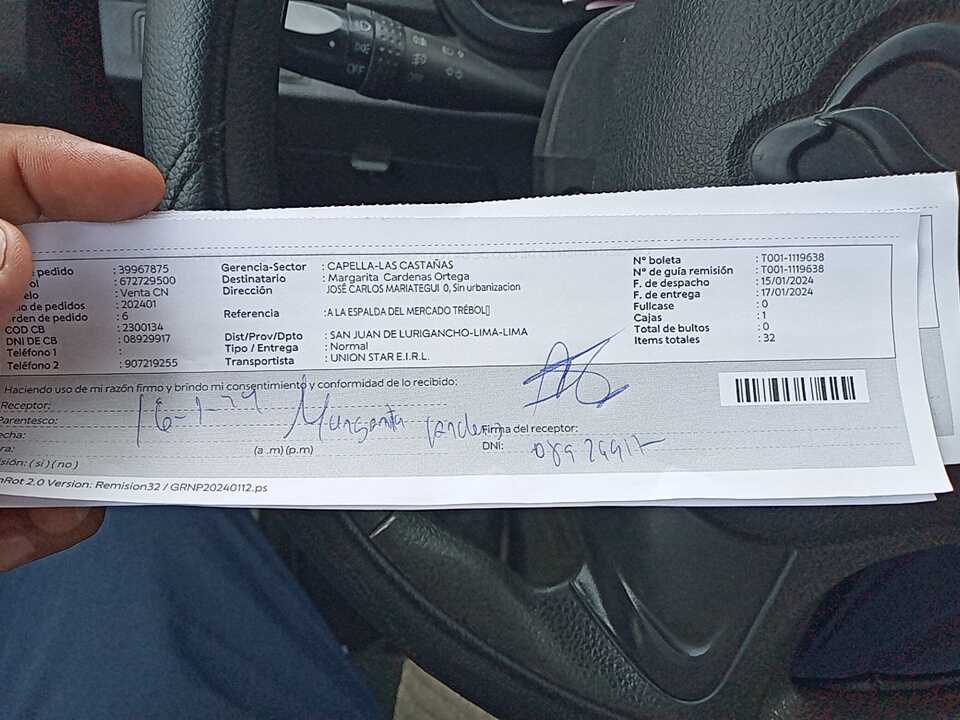 pedido : 39967875
ol : 672729500
elo : Venta CN
o de pedidos : 202401
rden de pedido : 6
COD CB : 2300134
DNI DE CB : 08929917
Teléfono 1 :
Teléfono 2 : 907219255
Gerencia-Sector : CAPELLA-LAS CASTAÑAS
Destinatario : Margarita Cardenas Ortega
Dirección JOSÉ CARLOS MARIATEGUI 0, Sin urbanizacion
Referencia : A LA ESPALDA DEL MERCADO TRÉBOL
Dist/Prov/Dpto : SAN JUAN DE LURIGANCHO-LIMA-LIMA
Tipo / Entrega : Normal
Transportista : UNION STAR E.I.R.L.
N° boleta : T001-1119638
N° de guía remisión : T001-1119638
F. de despacho : 15/01/2024
F. de entrega : 17/01/2024
Fullcase : 0
Cajas : 1
Total de bultos : 0
Items totales : 32
Haciendo uso de mi razón firmo y brindo mi consentimiento y conformidad de lo recibido:
Receptor:
Parentesco:
echa:
ra:
16-1-24 Margarita
(a .m) (p.m)
Firma del receptor:
DNI: 08929917
sión: ( si ) ( no )
nRot 2.0 Version: Remision32 / GRNP20240112.ps